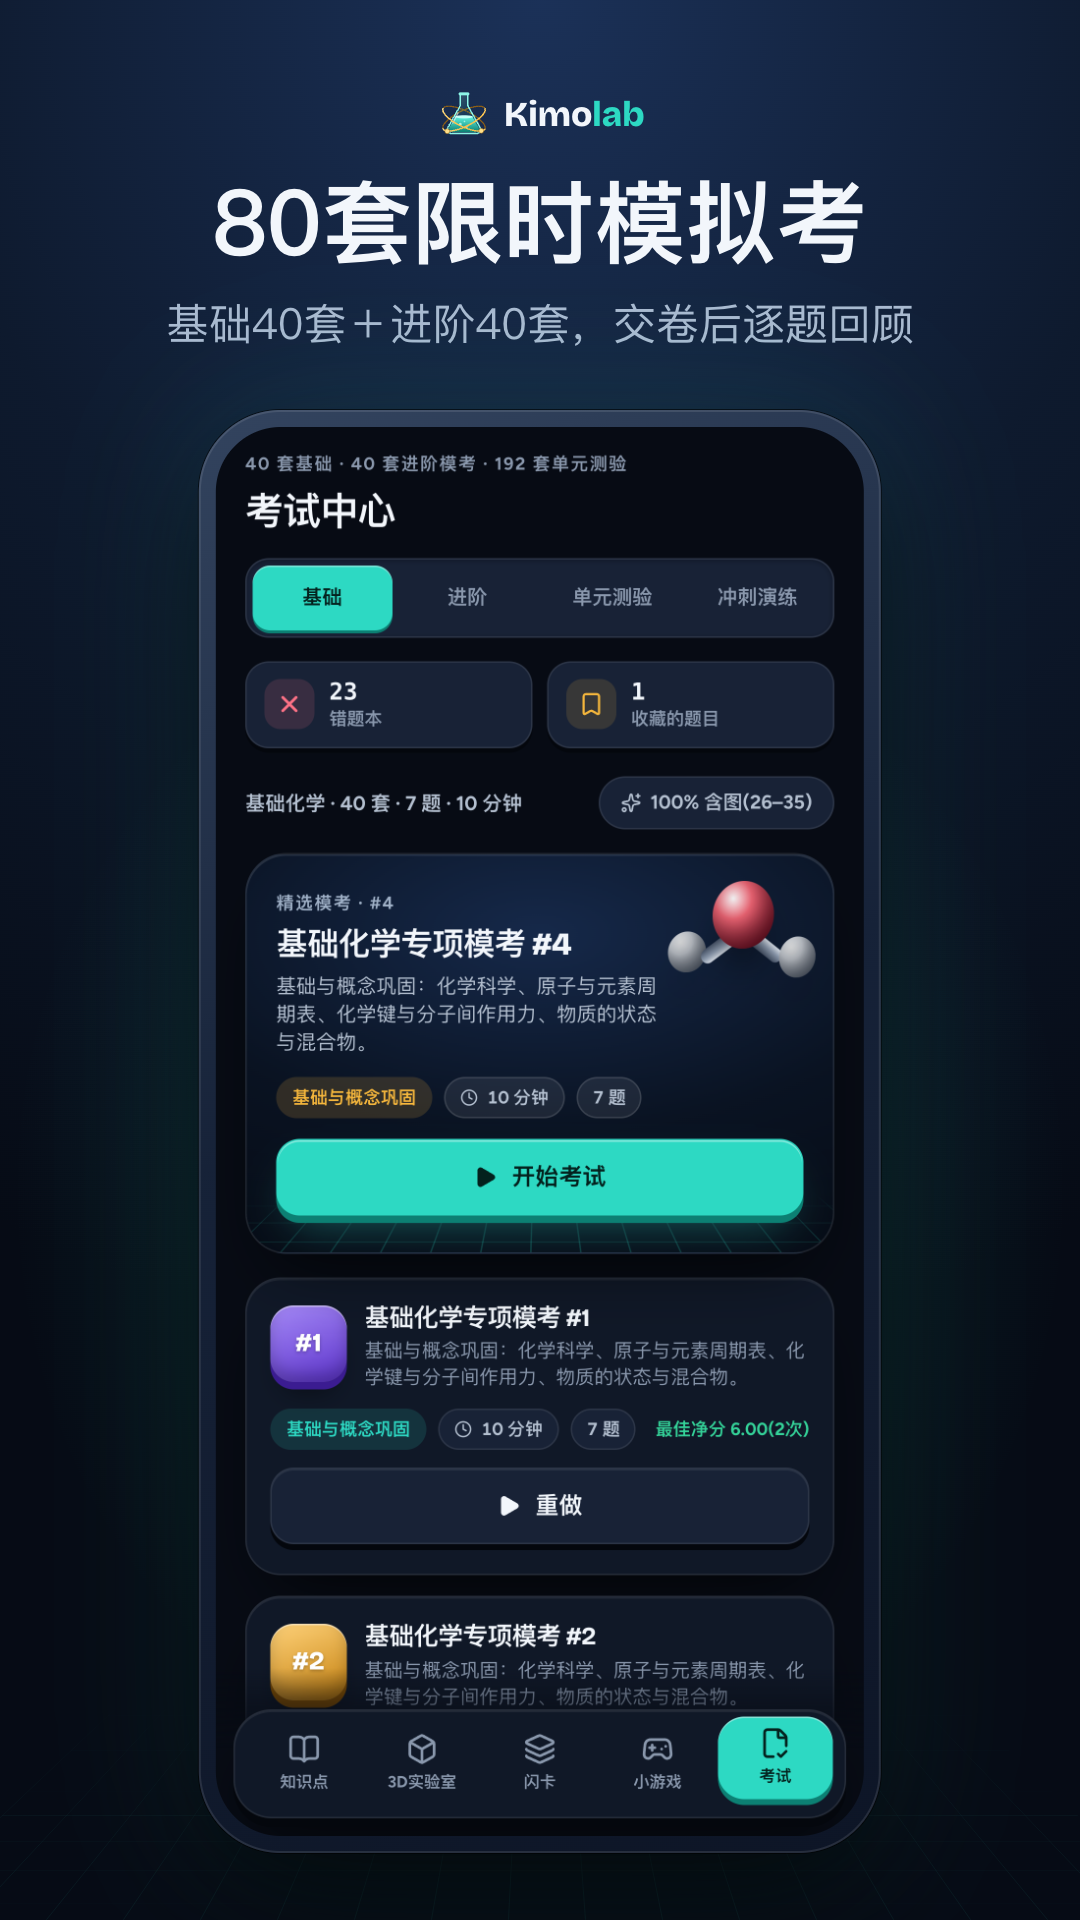 Kimolab
80套限时模拟考
基础40套＋进阶40套，交卷后逐题回顾
40 套基础 · 40 套进阶模考 · 192 套单元测验
考试中心
基础
进阶
单元测验
冲刺演练
23
错题本
1
收藏的题目
基础化学 · 40 套 · 7 题 · 10 分钟
100% 含图(26–35)
精选模考 · #4
基础化学专项模考 #4
基础与概念巩固：化学科学、原子与元素周
期表、化学键与分子间作用力、物质的状态
与混合物。
基础与概念巩固
10 分钟
7 题
开始考试
#1
基础化学专项模考 #1
基础与概念巩固：化学科学、原子与元素周期表、化
学键与分子间作用力、物质的状态与混合物。
基础与概念巩固
10 分钟
7 题
最佳净分 6.00(2次)
重做
#2
基础化学专项模考 #2
基础与概念巩固：化学科学、原子与元素周期表、化
学键与分子间作用力、物质的状态与混合物。
知识点
3D实验室
闪卡
小游戏
考试